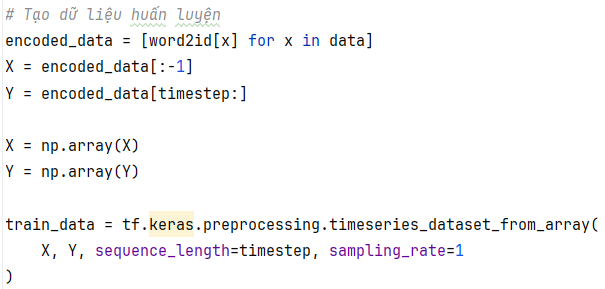 # Tạo dữ liệu huấn luyện
encoded_data = [word2id[x] for x in data]
X = encoded_data[:-1]
Y = encoded_data[timestep:]
X = np.array(X)
Y = np.array(Y)
train_data = tf.keras.preprocessing.timeseries_dataset_from_array(
    X, Y, sequence_length=timestep, sampling_rate=1
)